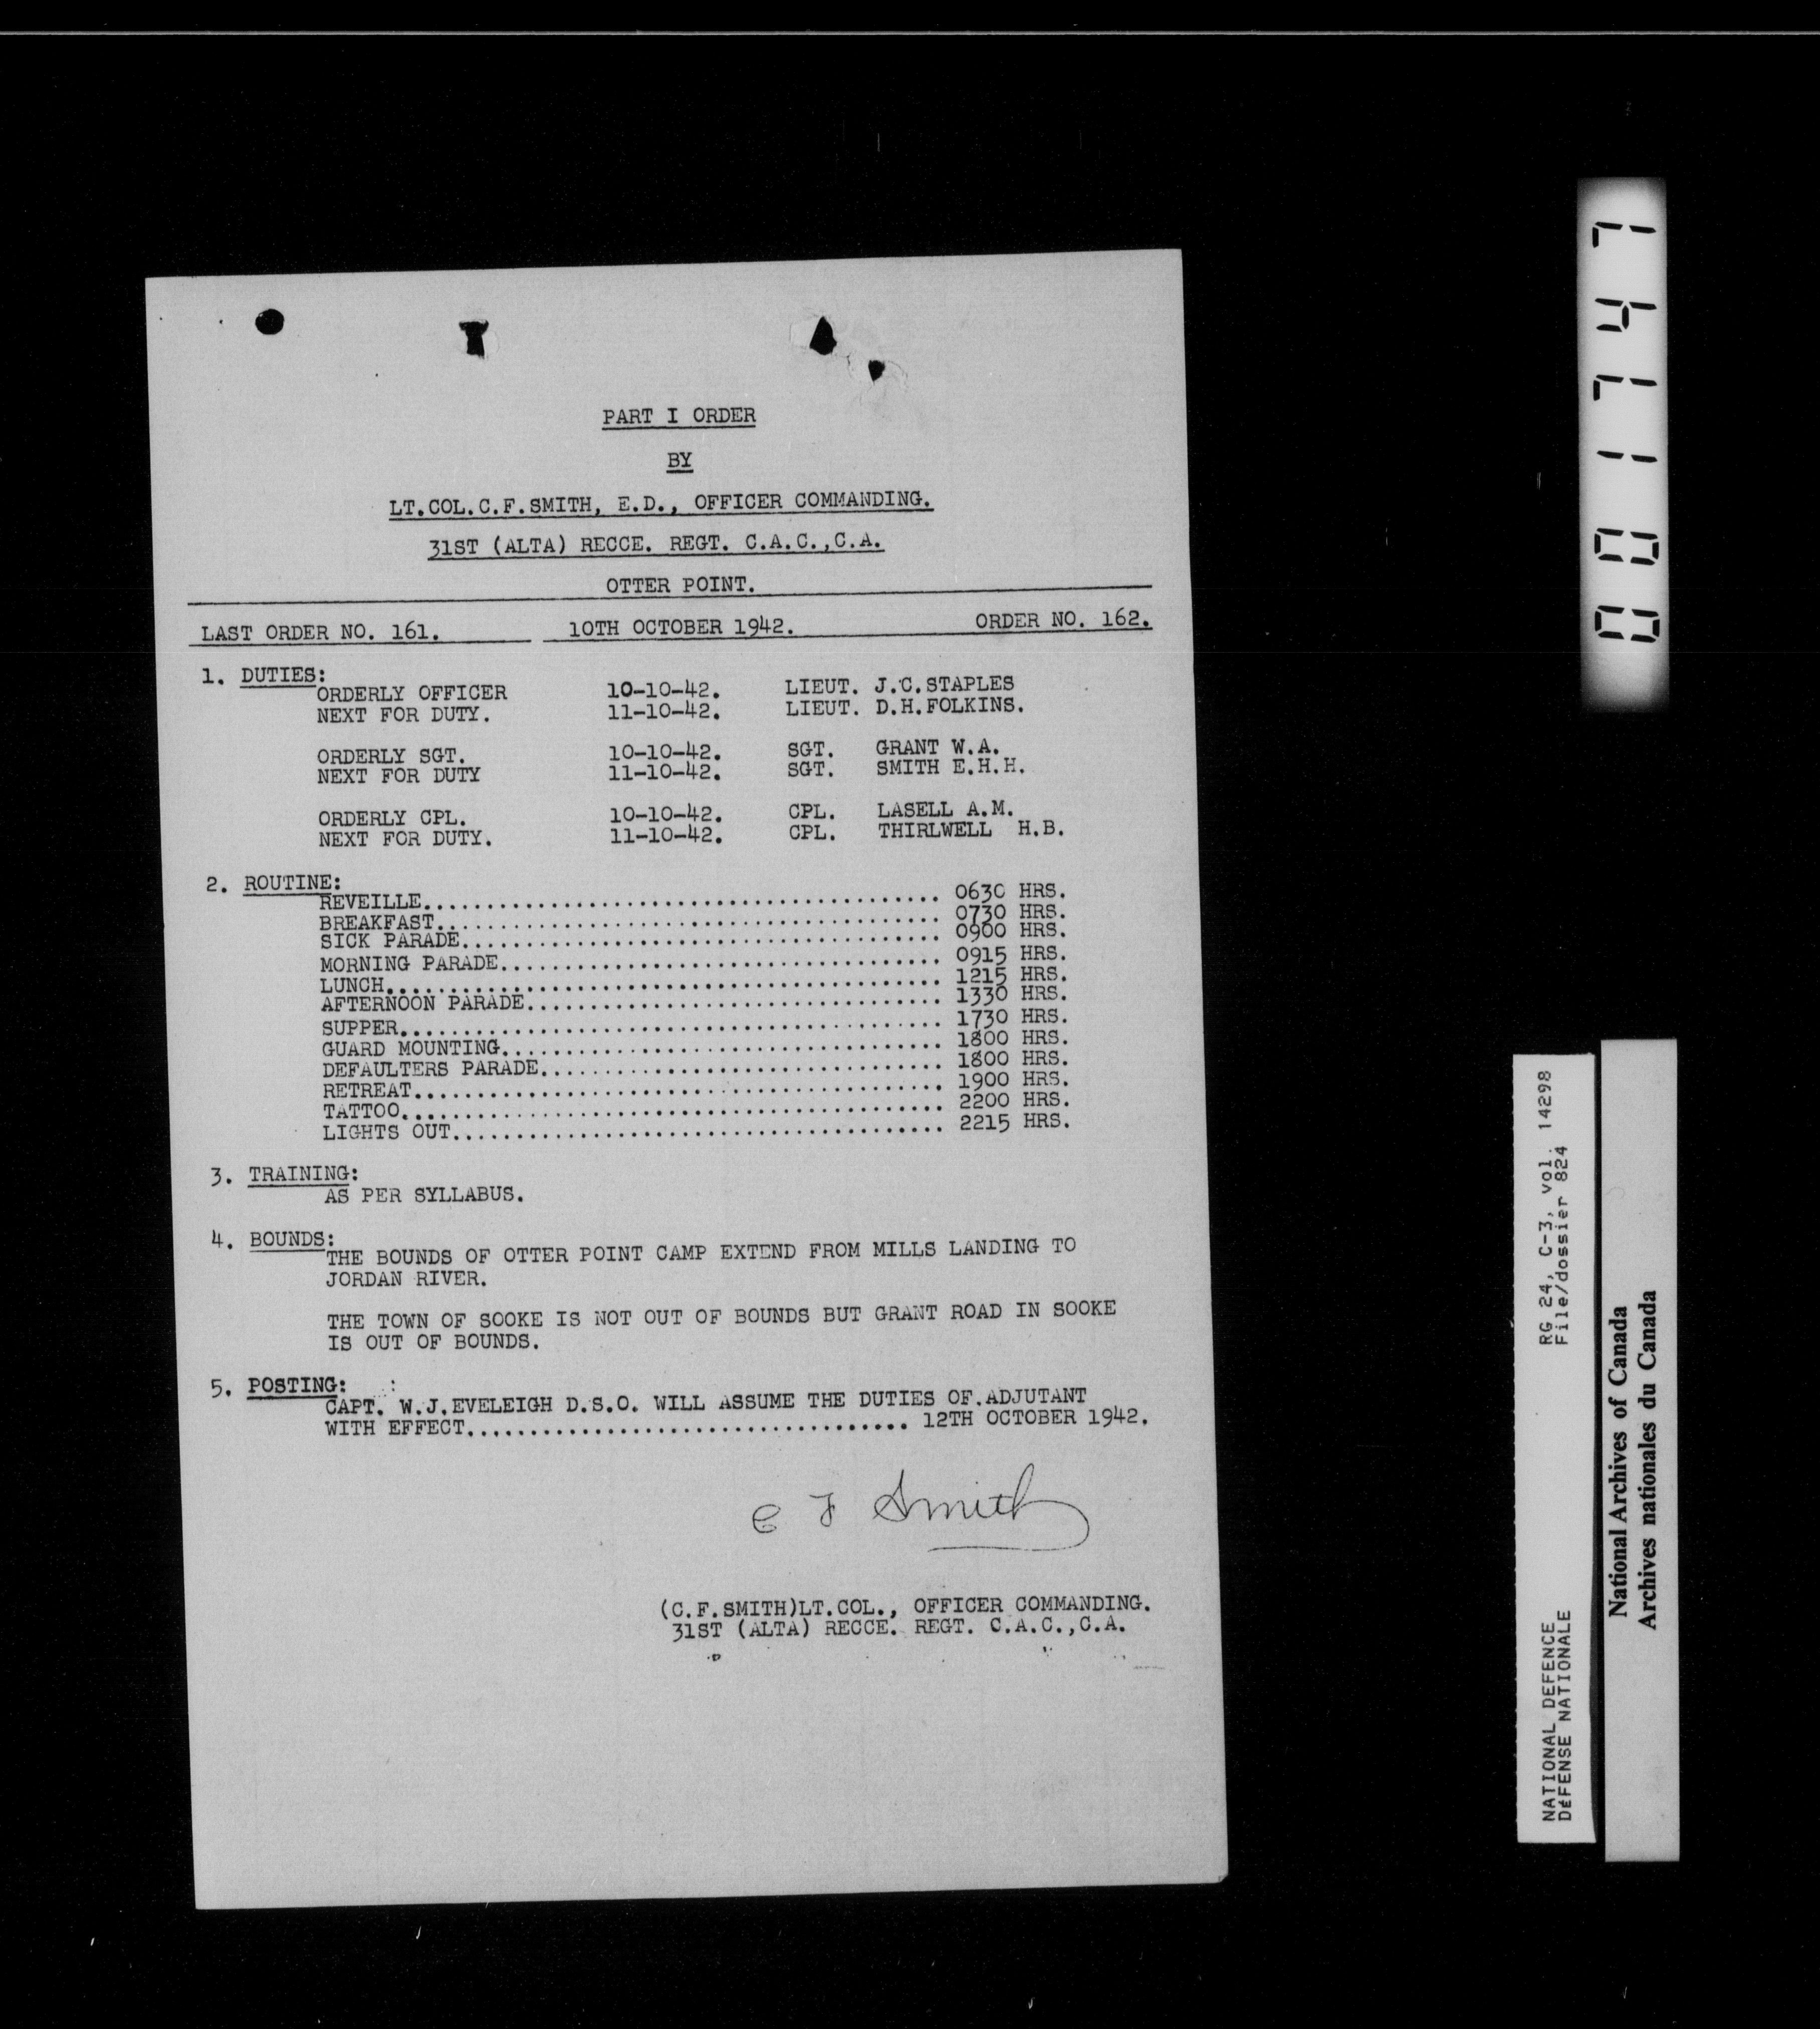 PART I ORDER
BY
LT.COL.C.F.SMITH, E.D., OFFICER COMMANDING.
31ST (ALTA) RECCE. REGT. C.A.C.,C.A.
OTTER POINT.
LAST ORDER NO. 161. 10TH OCTOBER 1942. ORDER NO. 162.
1. DUTIES:
ORDERLY OFFICER 10-10-42. LIEUT. J.C.STAPLES
NEXT FOR DUTY. 11-10-42. LIEUT. D.H.FOLKINS.
ORDERLY SGT. 10-10-42. SGT. GRANT W.A.
NEXT FOR DUTY 11-10-42. SGT. SMITH E.H.H.
ORDERLY CPL. 10-10-42. CPL. LASELL A.M.
NEXT FOR DUTY. 11-10-42. CPL. THIRLWELL H.B.
2. ROUTINE:
REVEILLE........................................ 0630 HRS.
BREAKFAST....................................... 0730 HRS.
SICK PARADE..................................... 0900 HRS.
MORNING PARADE.................................. 0915 HRS.
LUNCH........................................... 1215 HRS.
AFTERNOON PARADE................................ 1330 HRS.
SUPPER.......................................... 1730 HRS.
GUARD MOUNTING.................................. 1800 HRS.
DEFAULTERS PARADE............................... 1800 HRS.
RETREAT......................................... 1900 HRS.
TATTOO.......................................... 2200 HRS.
LIGHTS OUT...................................... 2215 HRS.
3. TRAINING:
AS PER SYLLABUS.
4. BOUNDS:
THE BOUNDS OF OTTER POINT CAMP EXTEND FROM MILLS LANDING TO
JORDAN RIVER.
THE TOWN OF SOOKE IS NOT OUT OF BOUNDS BUT GRANT ROAD IN SOOKE
IS OUT OF BOUNDS.
5. POSTING:
CAPT. W.J.EVELEIGH D.S.O. WILL ASSUME THE DUTIES OF ADJUTANT
WITH EFFECT................................... 12TH OCTOBER 1942.
C F Smith
(C.F.SMITH)LT.COL., OFFICER COMMANDING.
31ST (ALTA) RECCE. REGT. C.A.C.,C.A.
001747
NATIONAL DEFENCE RG 24, C-3, vol. 14298
DÉFENSE NATIONALE File/dossier 824
National Archives of Canada
Archives nationales du Canada